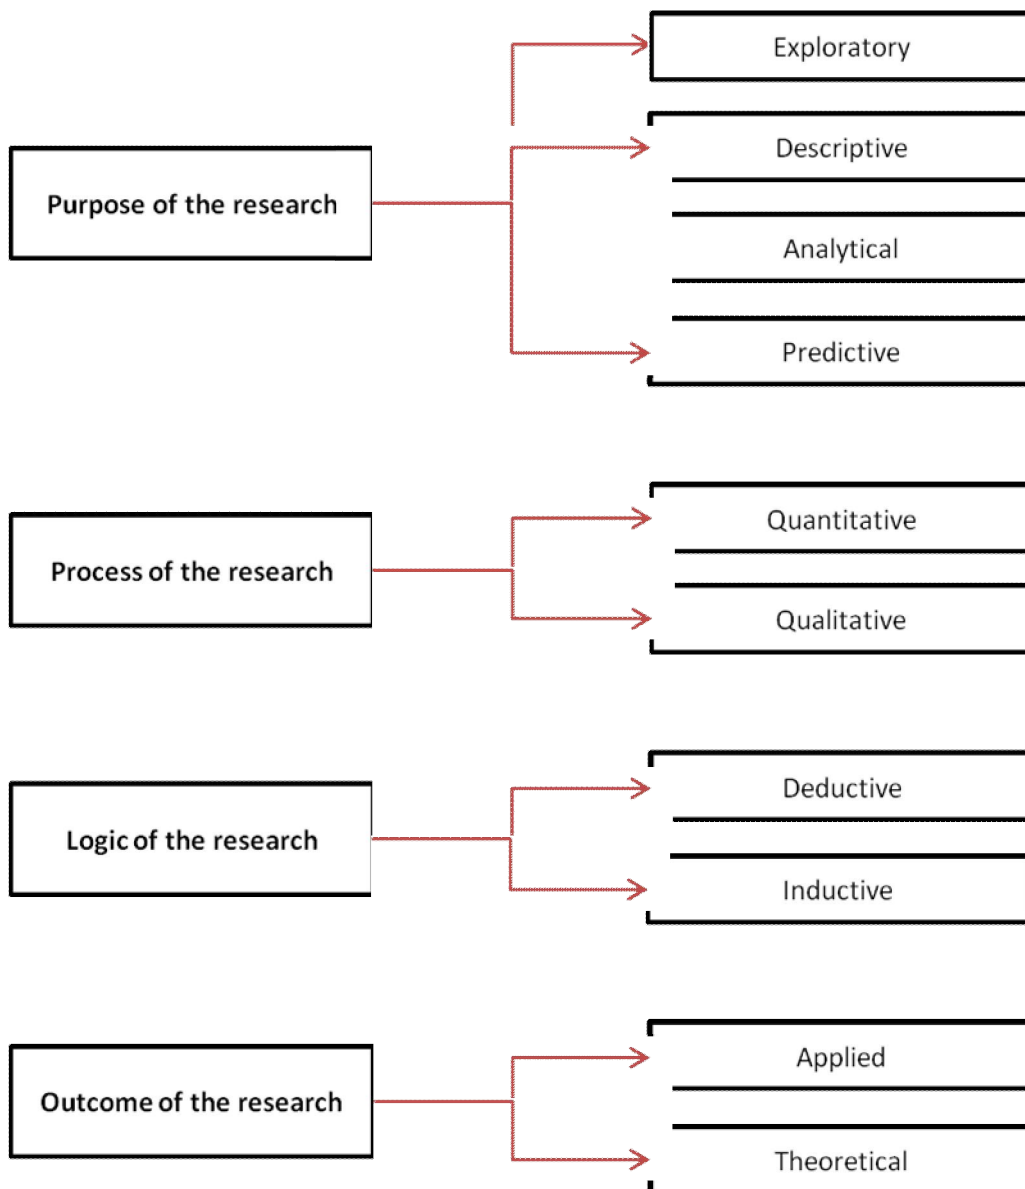 Exploratory
Descriptive
Purpose of the research
Analytical
Predictive
Quantitative
Process of the research
Qualitative
Deductive
Logic of the research
Inductive
Applied
Outcome of the research
Theoretical